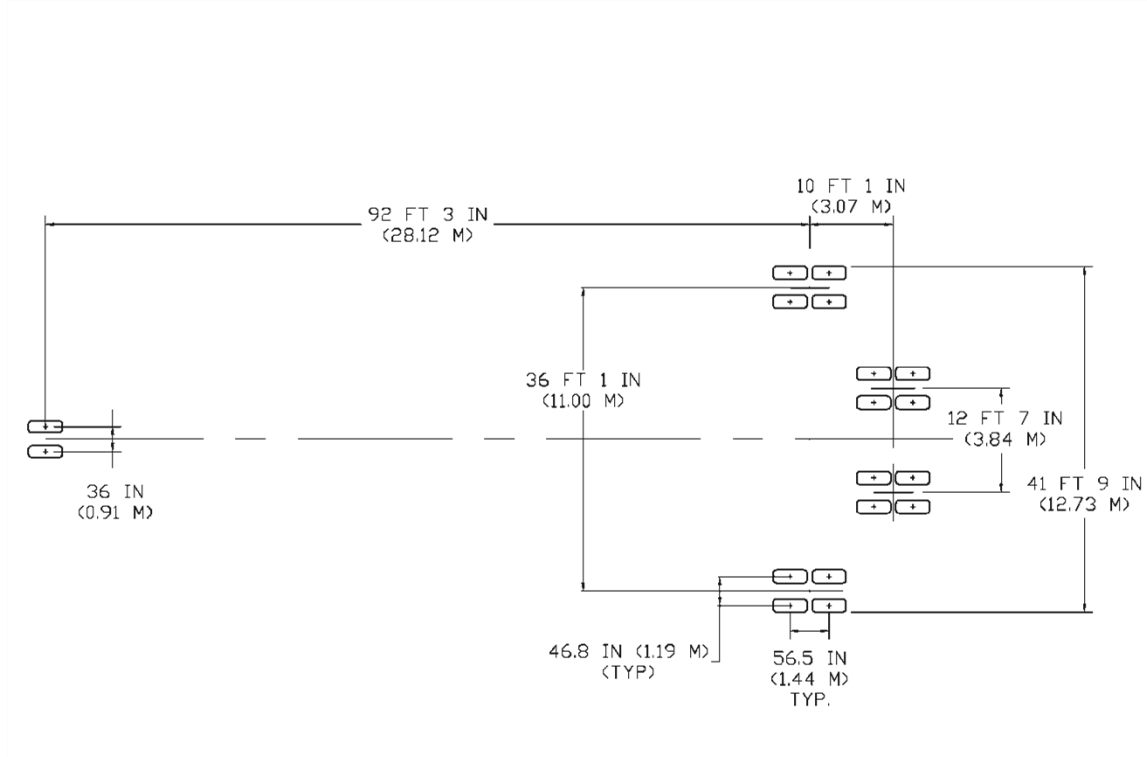 10 FT 1 IN
(3.07 M)
92 FT 3 IN
(28.12 M)
36 FT 1 IN
(11.00 M)
12 FT 7 IN
(3.84 M)
41 FT 9 IN
(12.73 M)
36 IN
(0.91 M)
46.8 IN (1.19 M)
(TYP)
56.5 IN
(1.44 M)
TYP.